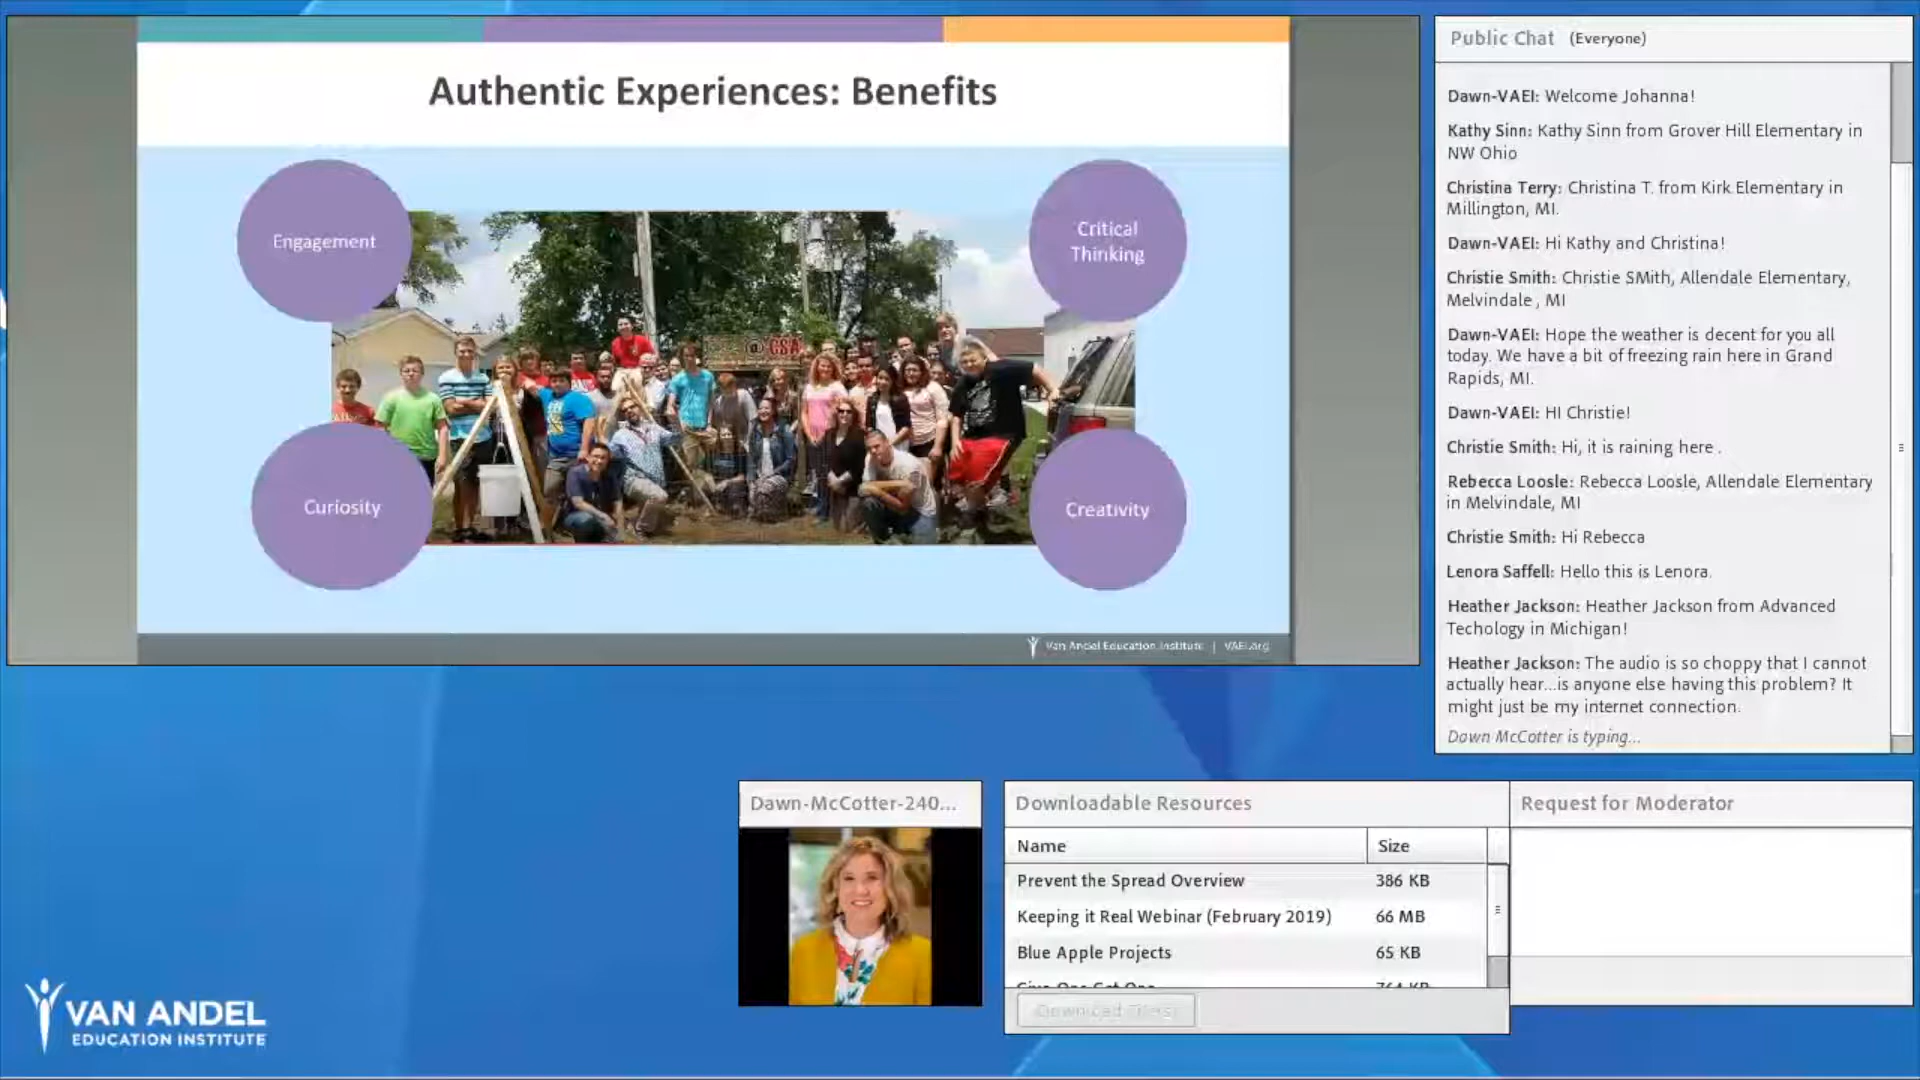 Authentic Experiences: Benefits
Engagement
Critical
Thinking
@ CSA
Curiosity
Creativity
Van Andel Education Institute | VAEI.org
Public Chat (Everyone)
Dawn-VAEI: Welcome Johanna!
Kathy Sinn: Kathy Sinn from Grover Hill Elementary in
NW Ohio
Christina Terry: Christina T. from Kirk Elementary in
Millington, MI.
Dawn-VAEI: Hi Kathy and Christina!
Christie Smith: Christie SMith, Allendale Elementary,
Melvindale , MI
Dawn-VAEI: Hope the weather is decent for you all
today. We have a bit of freezing rain here in Grand
Rapids, MI.
Dawn-VAEI: HI Christie!
Christie Smith: Hi, it is raining here .
Rebecca Loosle: Rebecca Loosle, Allendale Elementary
in Melvindale, MI
Christie Smith: Hi Rebecca
Lenora Saffell: Hello this is Lenora.
Heather Jackson: Heather Jackson from Advanced
Techology in Michigan!
Heather Jackson: The audio is so choppy that I cannot
actually hear...is anyone else having this problem? It
might just be my internet connection.
Dawn McCotter is typing...
Dawn-McCotter-240...
Downloadable Resources
Name Size
Prevent the Spread Overview 386 KB
Keeping it Real Webinar (February 2019) 66 MB
Blue Apple Projects 65 KB
Give One Get One 764 KB
Download File(s)
Request for Moderator
VAN ANDEL
EDUCATION INSTITUTE